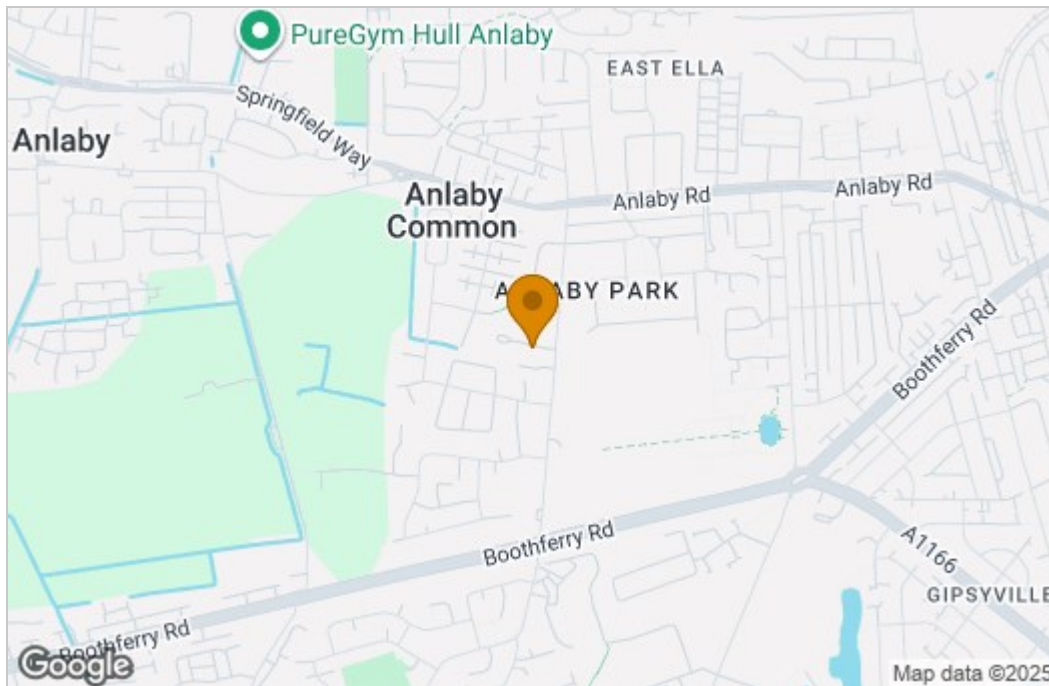 PureGym Hull Anlaby
EAST ELLA
Springfield Way
Anlaby
Anlaby Rd
Anlaby Rd
Anlaby
Common
PARK
Boothferry Rd
Boothferry Rd
A1166
GIPSYVILLE
Boothferry Rd
Google
Map data ©2025